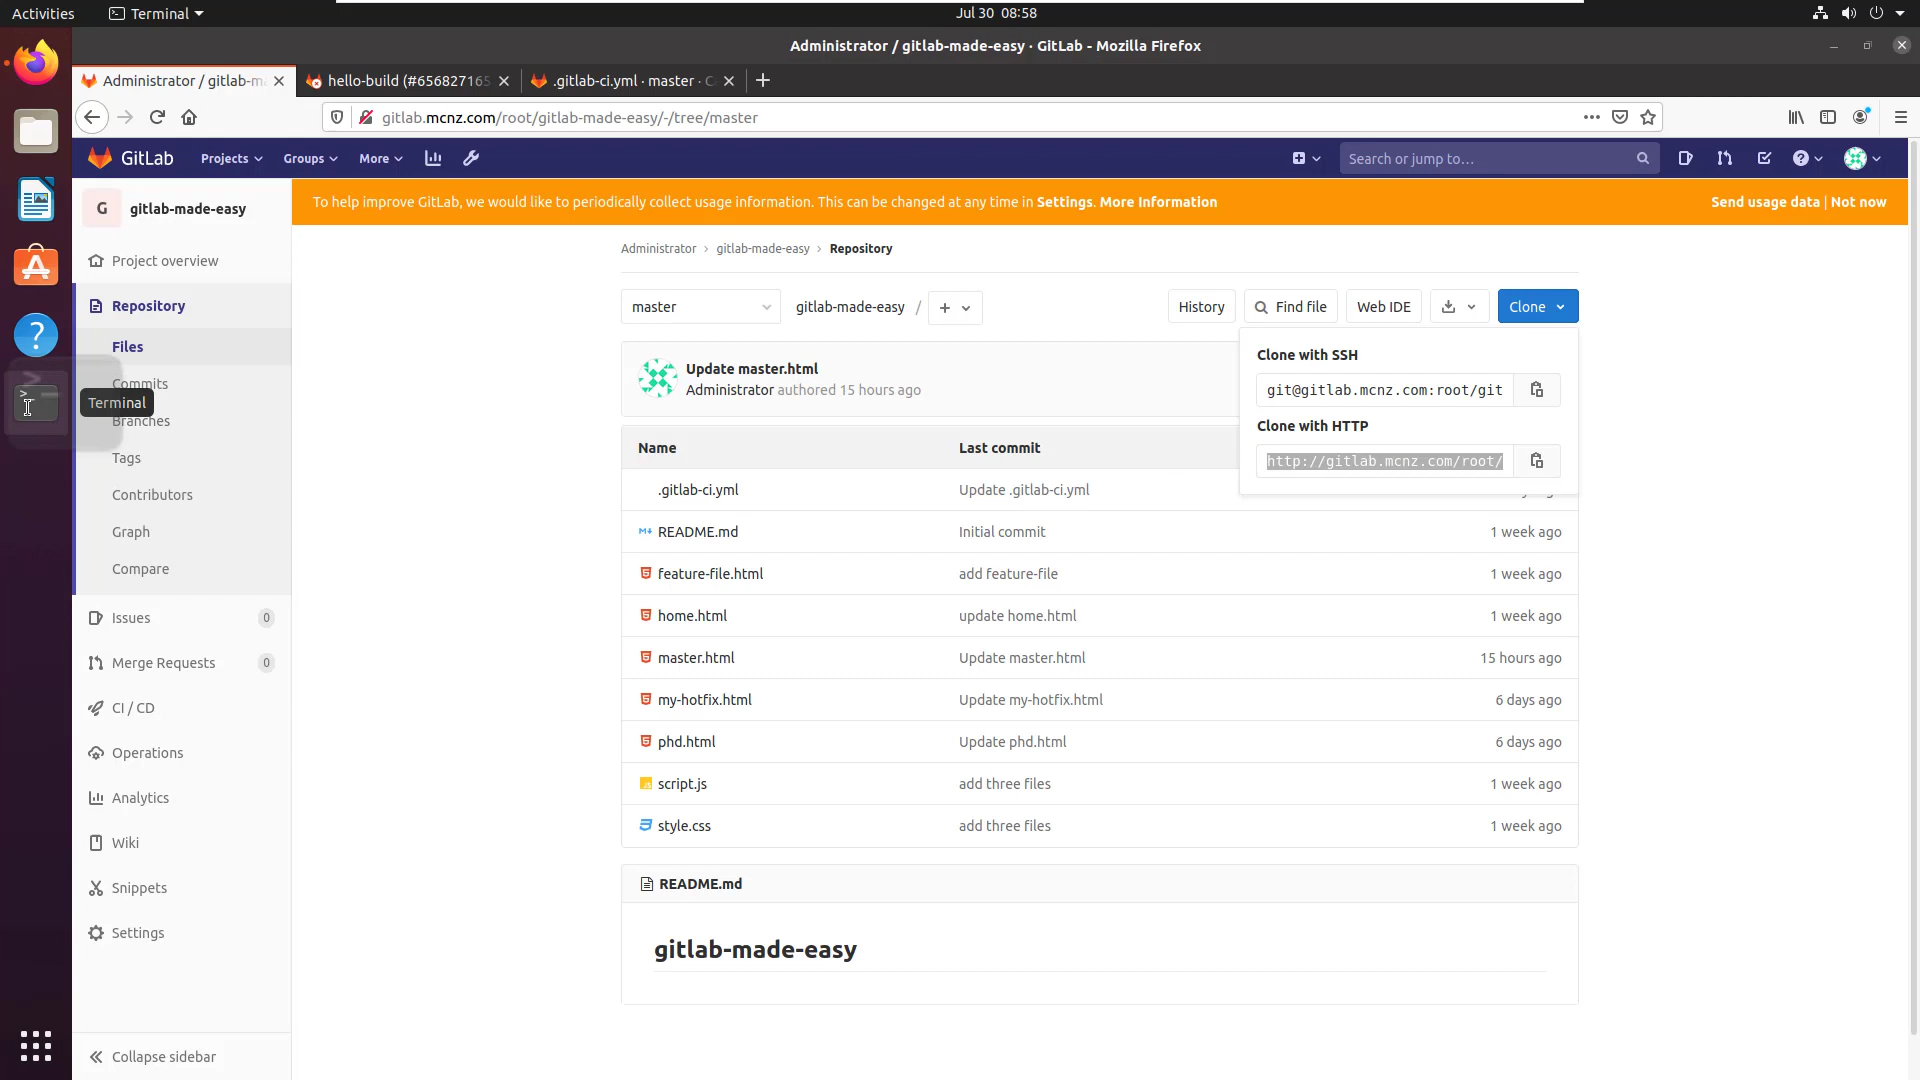 Activities
Terminal
Jul 30 08:58
Administrator / gitlab-made-easy · GitLab - Mozilla Firefox
Administrator / gitlab-ma
hello-build (#656827165
.gitlab-ci.yml · master · C
gitlab.mcnz.com/root/gitlab-made-easy/-/tree/master
GitLab
Projects
Groups
More
Search or jump to…
G
gitlab-made-easy
To help improve GitLab, we would like to periodically collect usage information. This can be changed at any time in Settings. More Information
Send usage data | Not now
Project overview
Repository
Files
Commits
Terminal
Branches
Tags
Contributors
Graph
Compare
Issues 0
Merge Requests 0
CI / CD
Operations
Analytics
Wiki
Snippets
Settings
Collapse sidebar
Administrator › gitlab-made-easy › Repository
master
gitlab-made-easy / +
History
Find file
Web IDE
Clone
Clone with SSH
git@gitlab.mcnz.com:root/git
Clone with HTTP
http://gitlab.mcnz.com/root/
Update master.html
Administrator authored 15 hours ago
Name Last commit
.gitlab-ci.yml Update .gitlab-ci.yml
README.md Initial commit 1 week ago
feature-file.html add feature-file 1 week ago
home.html update home.html 1 week ago
master.html Update master.html 15 hours ago
my-hotfix.html Update my-hotfix.html 6 days ago
phd.html Update phd.html 6 days ago
script.js add three files 1 week ago
style.css add three files 1 week ago
README.md
gitlab-made-easy